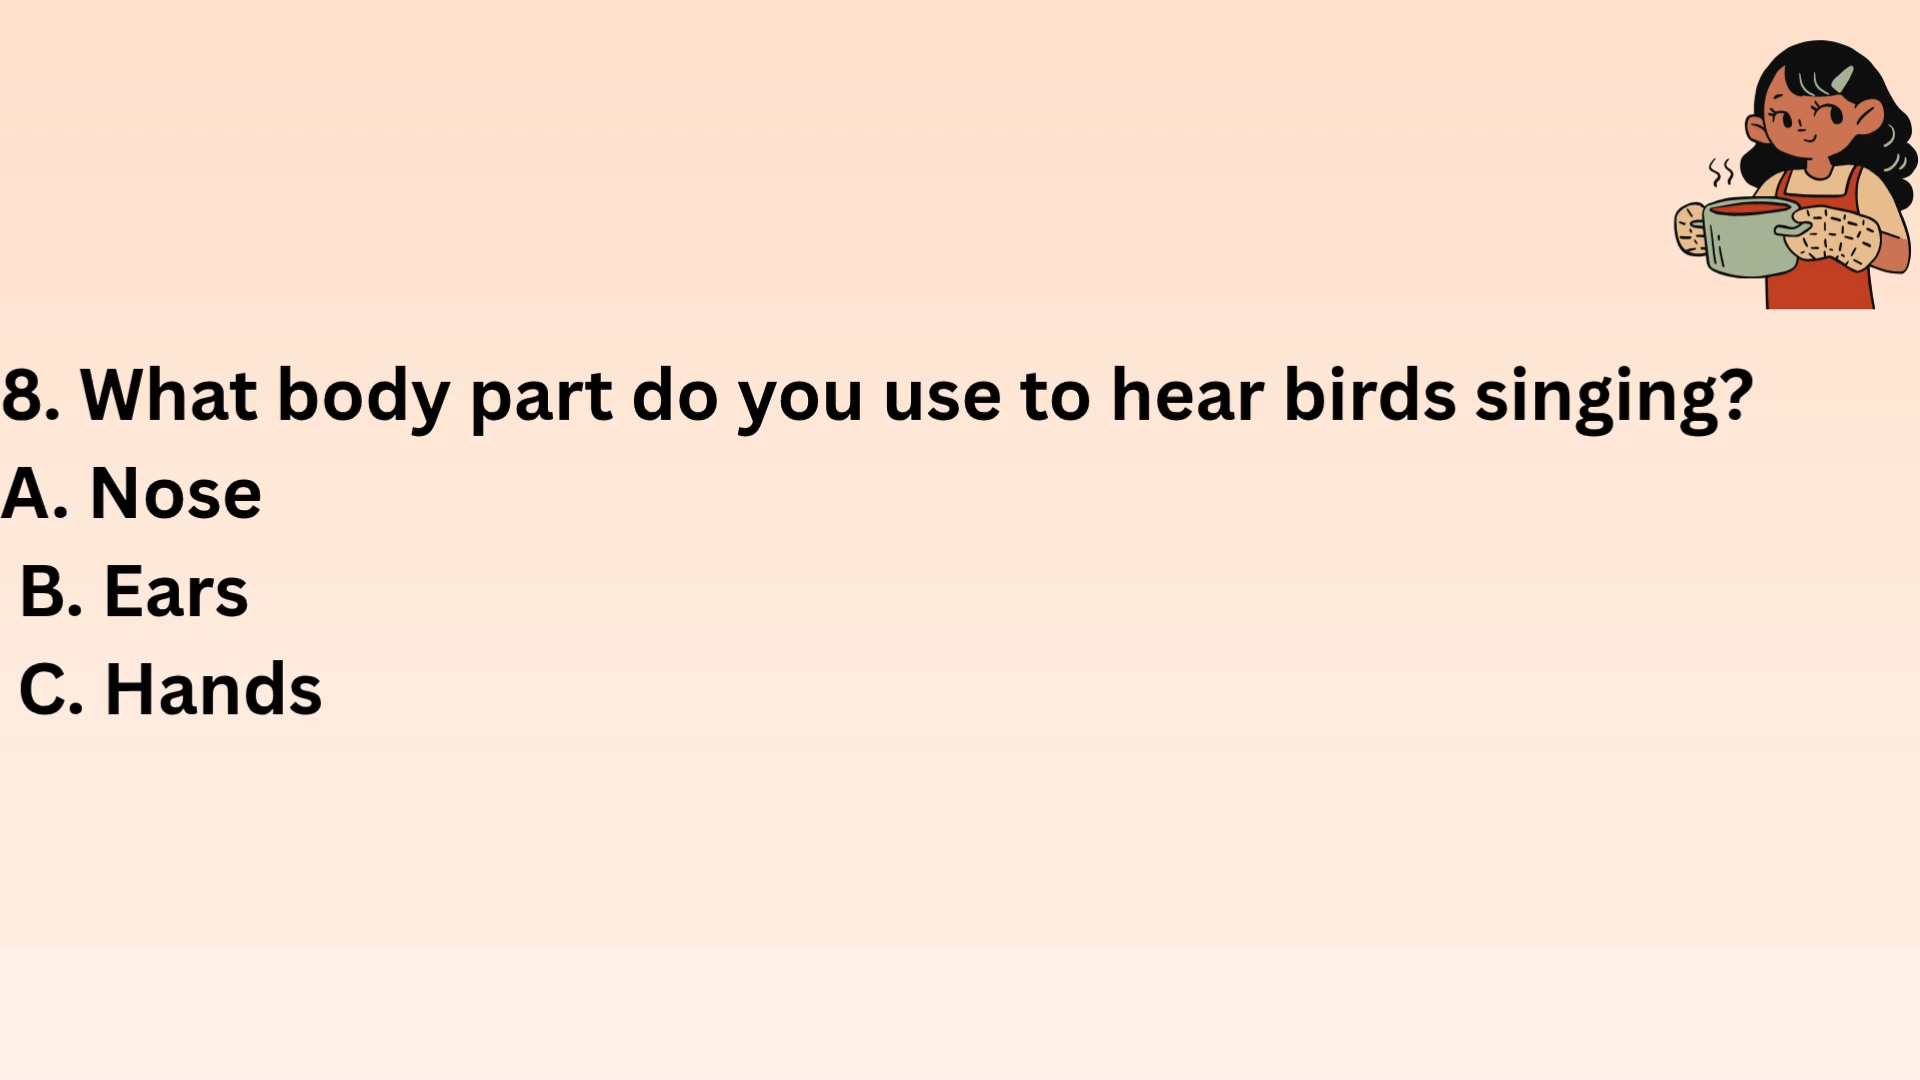 8. What body part do you use to hear birds singing?
A. Nose
B. Ears
C. Hands